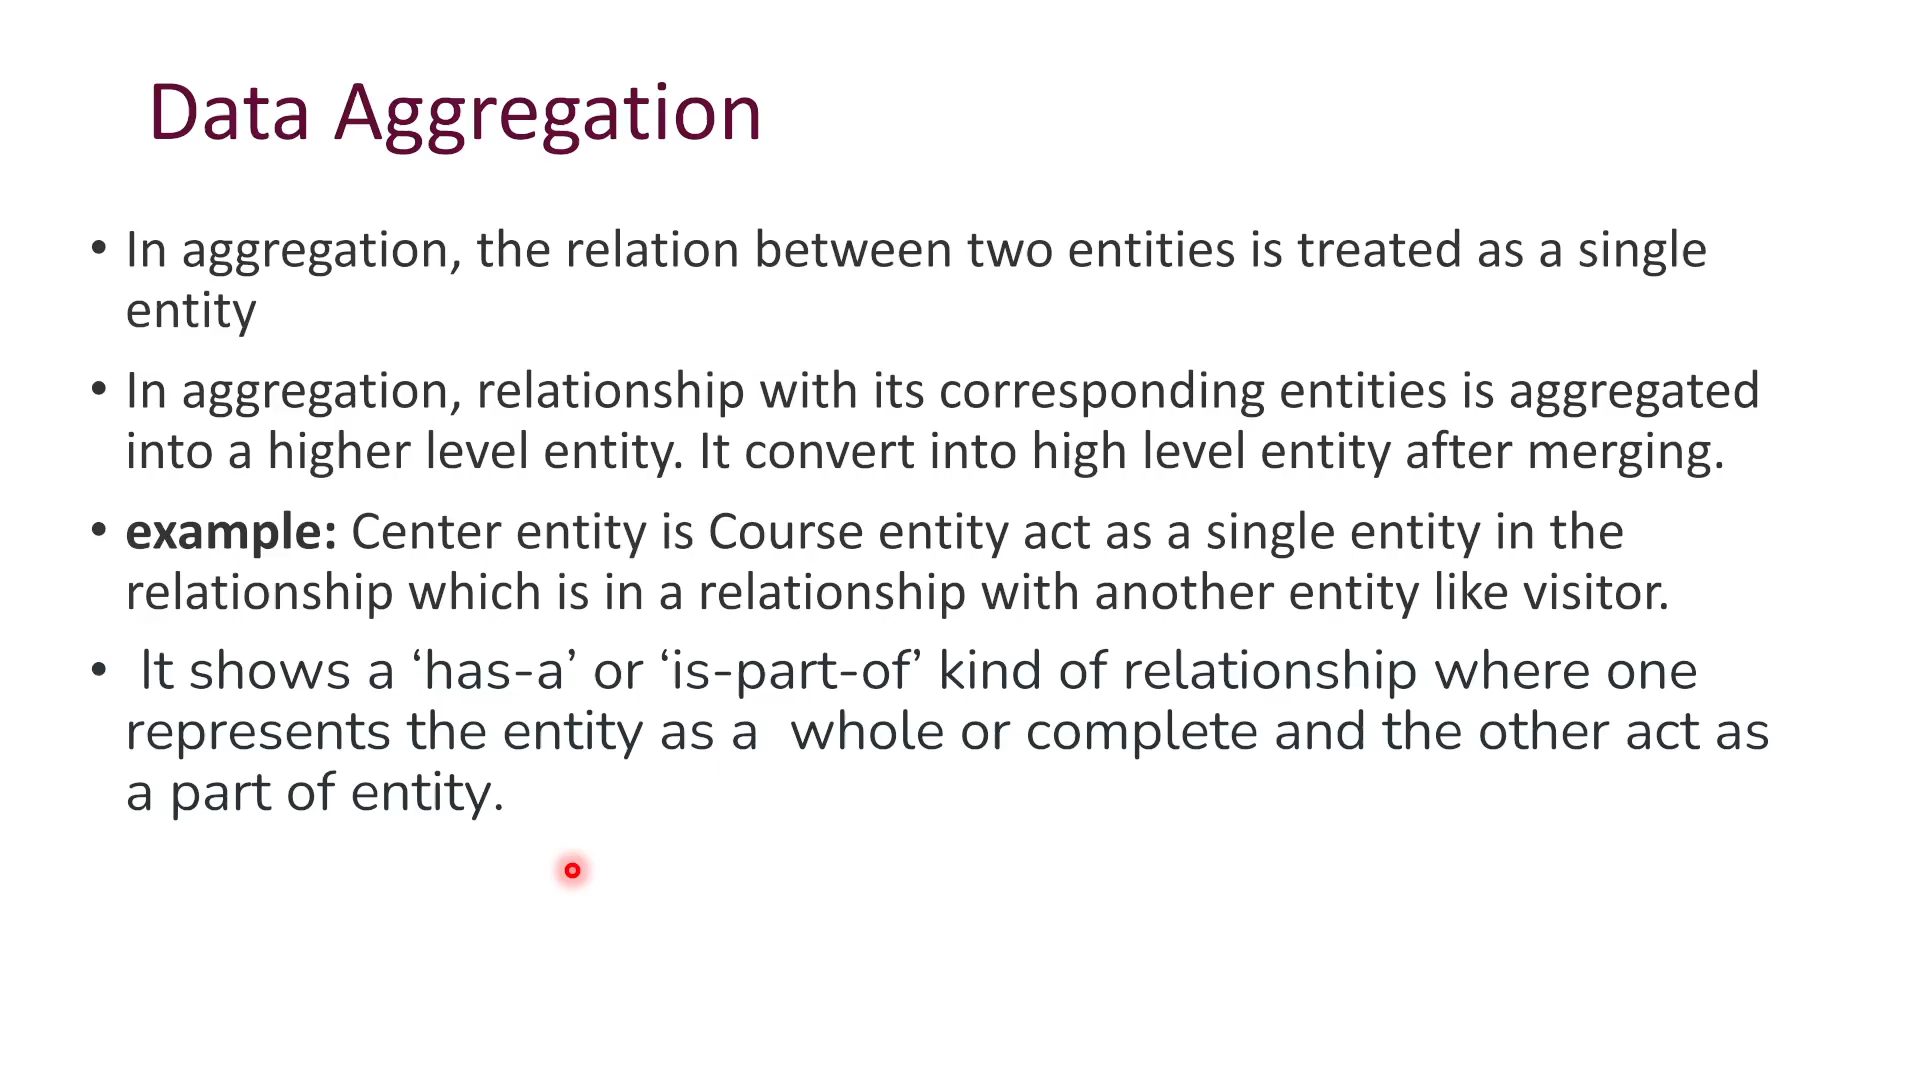 Data Aggregation
• In aggregation, the relation between two entities is treated as a single
entity
• In aggregation, relationship with its corresponding entities is aggregated
into a higher level entity. It convert into high level entity after merging.
• example: Center entity is Course entity act as a single entity in the
relationship which is in a relationship with another entity like visitor.
• It shows a ‘has-a’ or ‘is-part-of’ kind of relationship where one
represents the entity as a  whole or complete and the other act as
a part of entity.